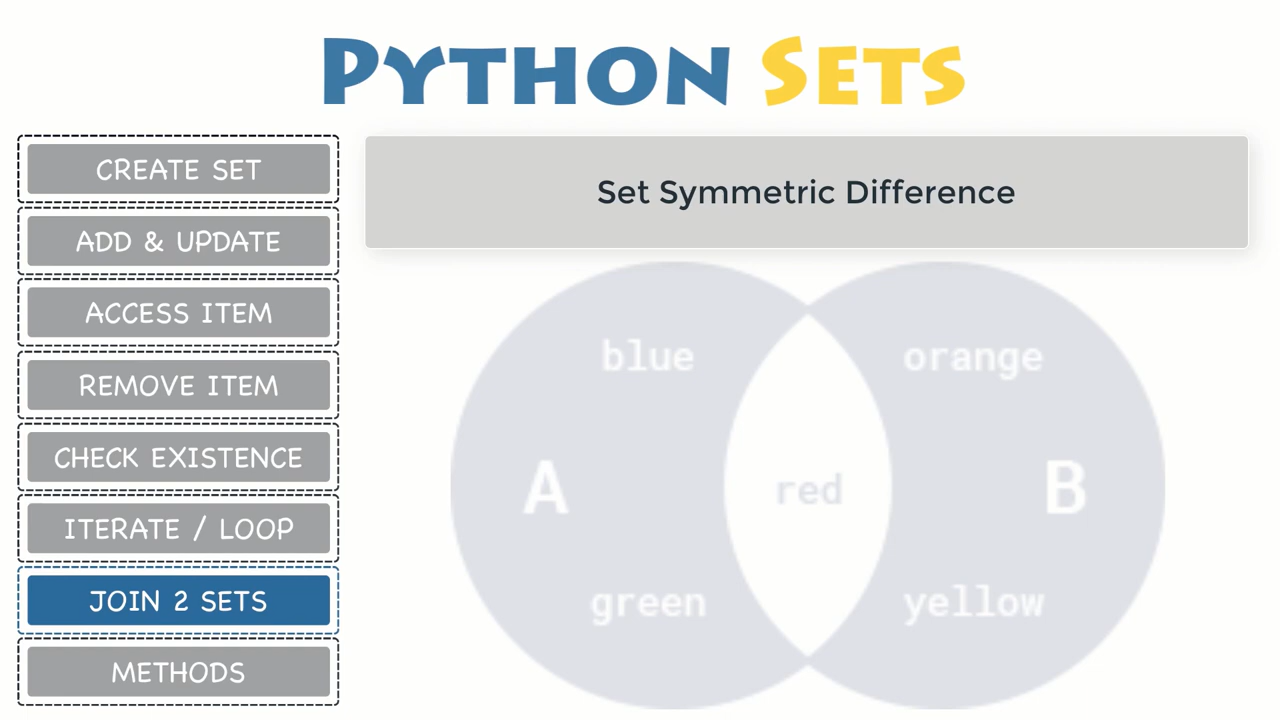 PYTHON SETS
CREATE SET
ADD & UPDATE
ACCESS ITEM
REMOVE ITEM
CHECK EXISTENCE
ITERATE / LOOP
JOIN 2 SETS
METHODS
Set Symmetric Difference
blue
orange
A
red
B
green
yellow